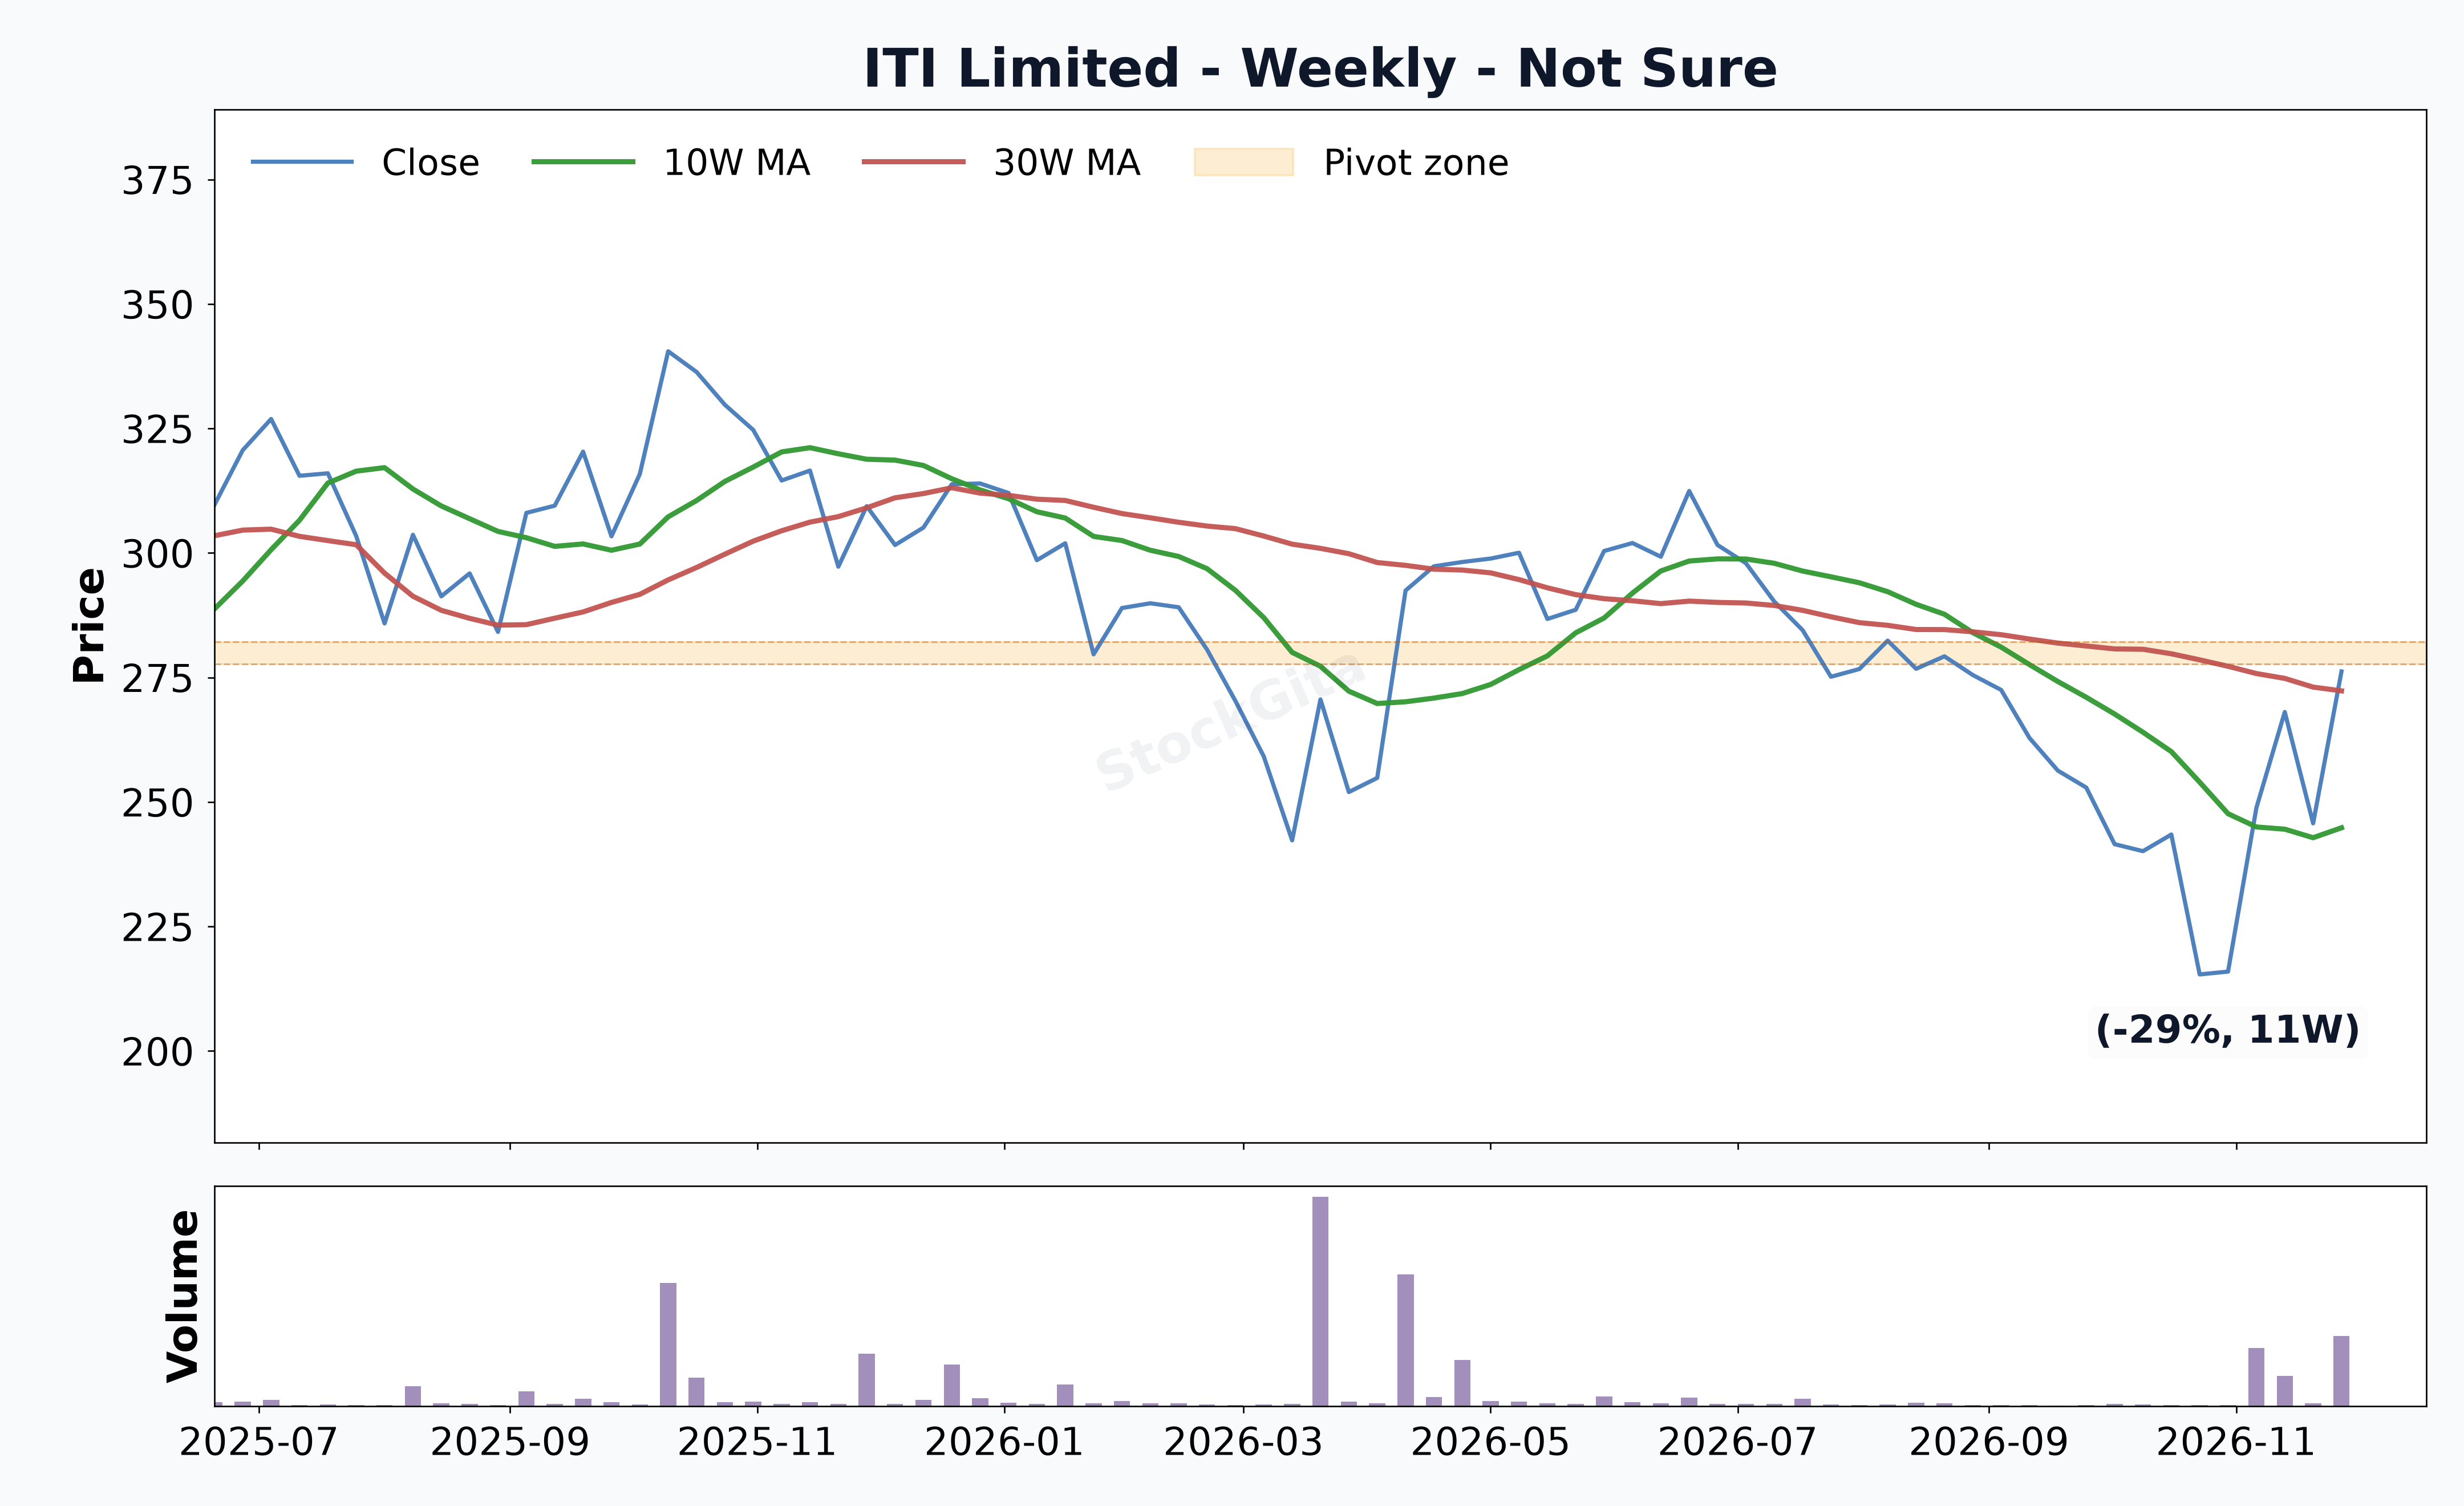 ITI Limited - Weekly - Not Sure
Close 10W MA 30W MA Pivot zone
Price
375
350
325
300
275
250
225
200
StockGita
(-29%, 11W)
Volume
2025-07 2025-09 2025-11 2026-01 2026-03 2026-05 2026-07 2026-09 2026-11